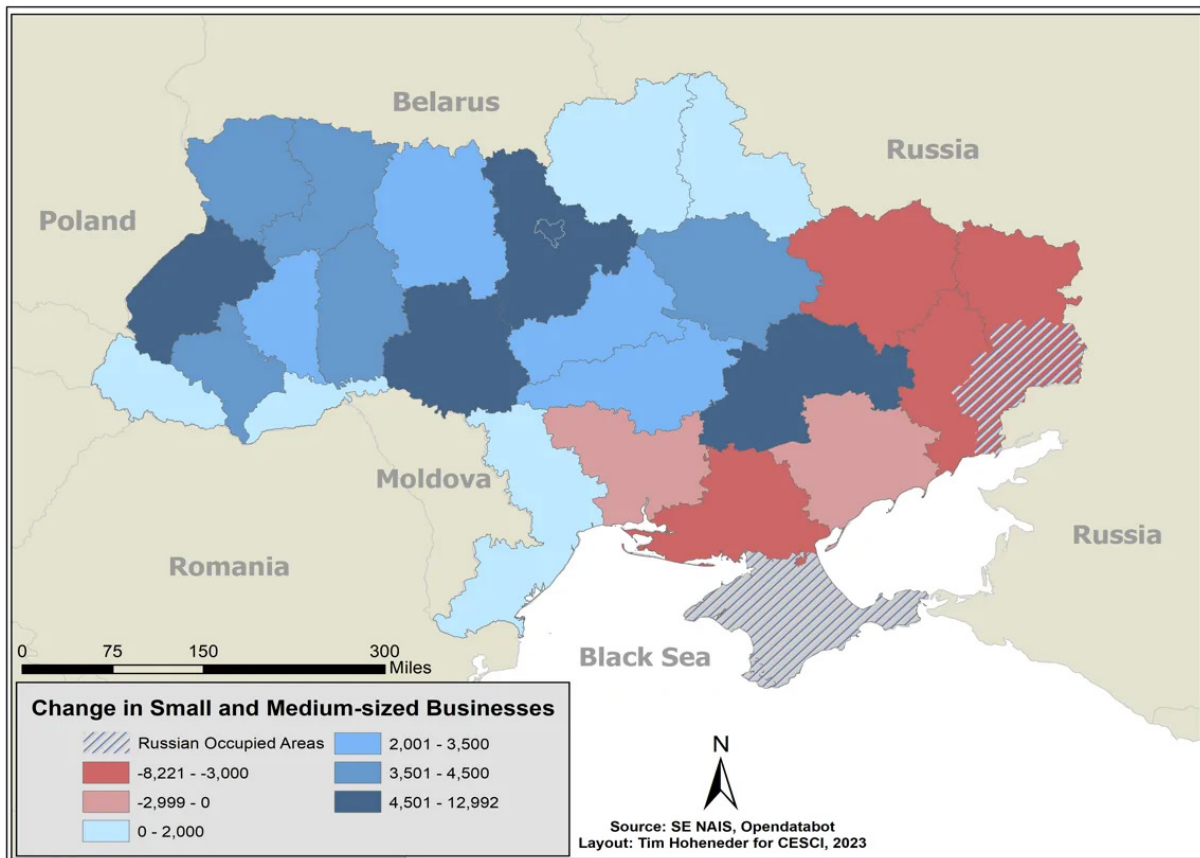 Belarus
Russia
Poland
Moldova
Romania
Russia
Black Sea
0 75 150 300
Miles
Change in Small and Medium-sized Businesses
Russian Occupied Areas
-8,221 - -3,000
-2,999 - 0
0 - 2,000
2,001 - 3,500
3,501 - 4,500
4,501 - 12,992
N
Source: SE NAIS, Opendatabot
Layout: Tim Hoheneder for CESCI, 2023